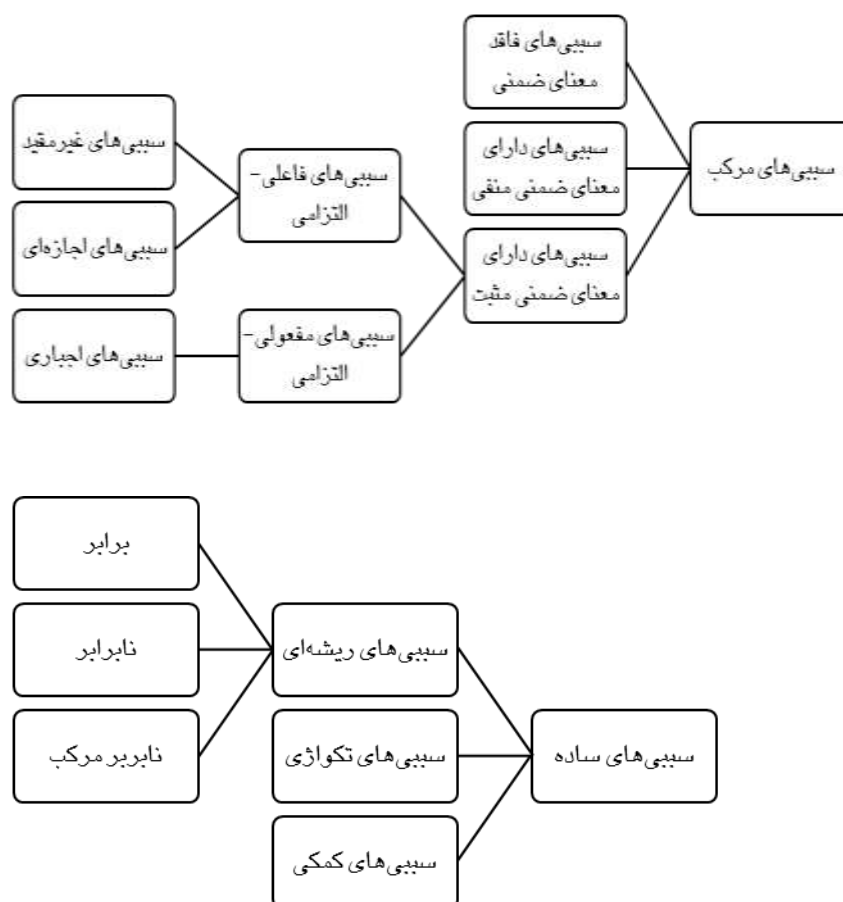 سببی‌های مرکب
سببی‌های فاقد
معنای ضمنی
سببی‌های دارای
معنای ضمنی منفی
سببی‌های دارای
معنای ضمنی مثبت
سببی‌های فاعلی-
التزامی
سببی‌های مفعولی-
التزامی
سببی‌های غیرمقید
سببی‌های اجازه‌ای
سببی‌های اجباری
سببی‌های ساده
سببی‌های ریشه‌ای
سببی‌های تکواژی
سببی‌های کمکی
برابر
نابرابر
نابربر مرکب